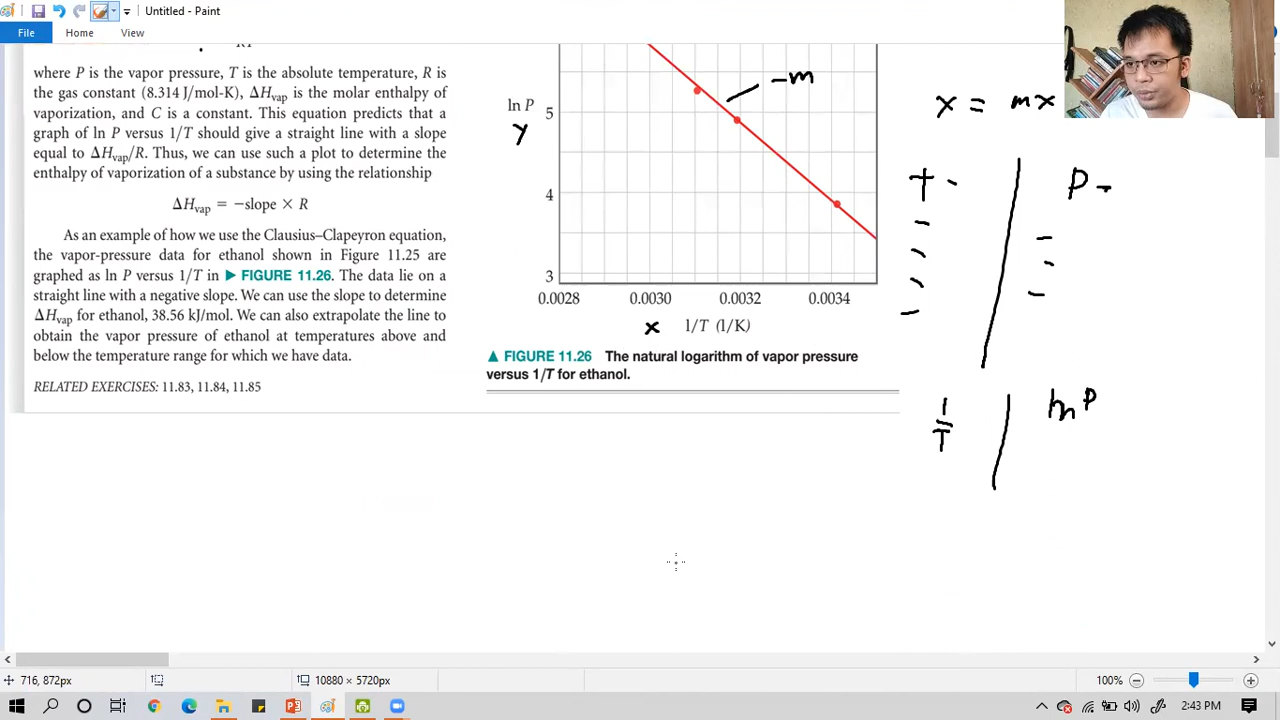 Untitled - Paint
File Home View
where P is the vapor pressure, T is the absolute temperature, R is
the gas constant (8.314 J/mol-K), ΔHvap is the molar enthalpy of
vaporization, and C is a constant. This equation predicts that a
graph of ln P versus 1/T should give a straight line with a slope
equal to ΔHvap/R. Thus, we can use such a plot to determine the
enthalpy of vaporization of a substance by using the relationship
ΔHvap = −slope × R
As an example of how we use the Clausius–Clapeyron equation,
the vapor-pressure data for ethanol shown in Figure 11.25 are
graphed as ln P versus 1/T in ▶ FIGURE 11.26. The data lie on a
straight line with a negative slope. We can use the slope to determine
ΔHvap for ethanol, 38.56 kJ/mol. We can also extrapolate the line to
obtain the vapor pressure of ethanol at temperatures above and
below the temperature range for which we have data.
RELATED EXERCISES: 11.83, 11.84, 11.85
-m
ln P
y
5
4
3
0.0028 0.0030 0.0032 0.0034
x 1/T (1/K)
▲ FIGURE 11.26 The natural logarithm of vapor pressure
versus 1/T for ethanol.
x = mx
T P
1/T ln P
716, 872px
10880 × 5720px
100%
2:43 PM